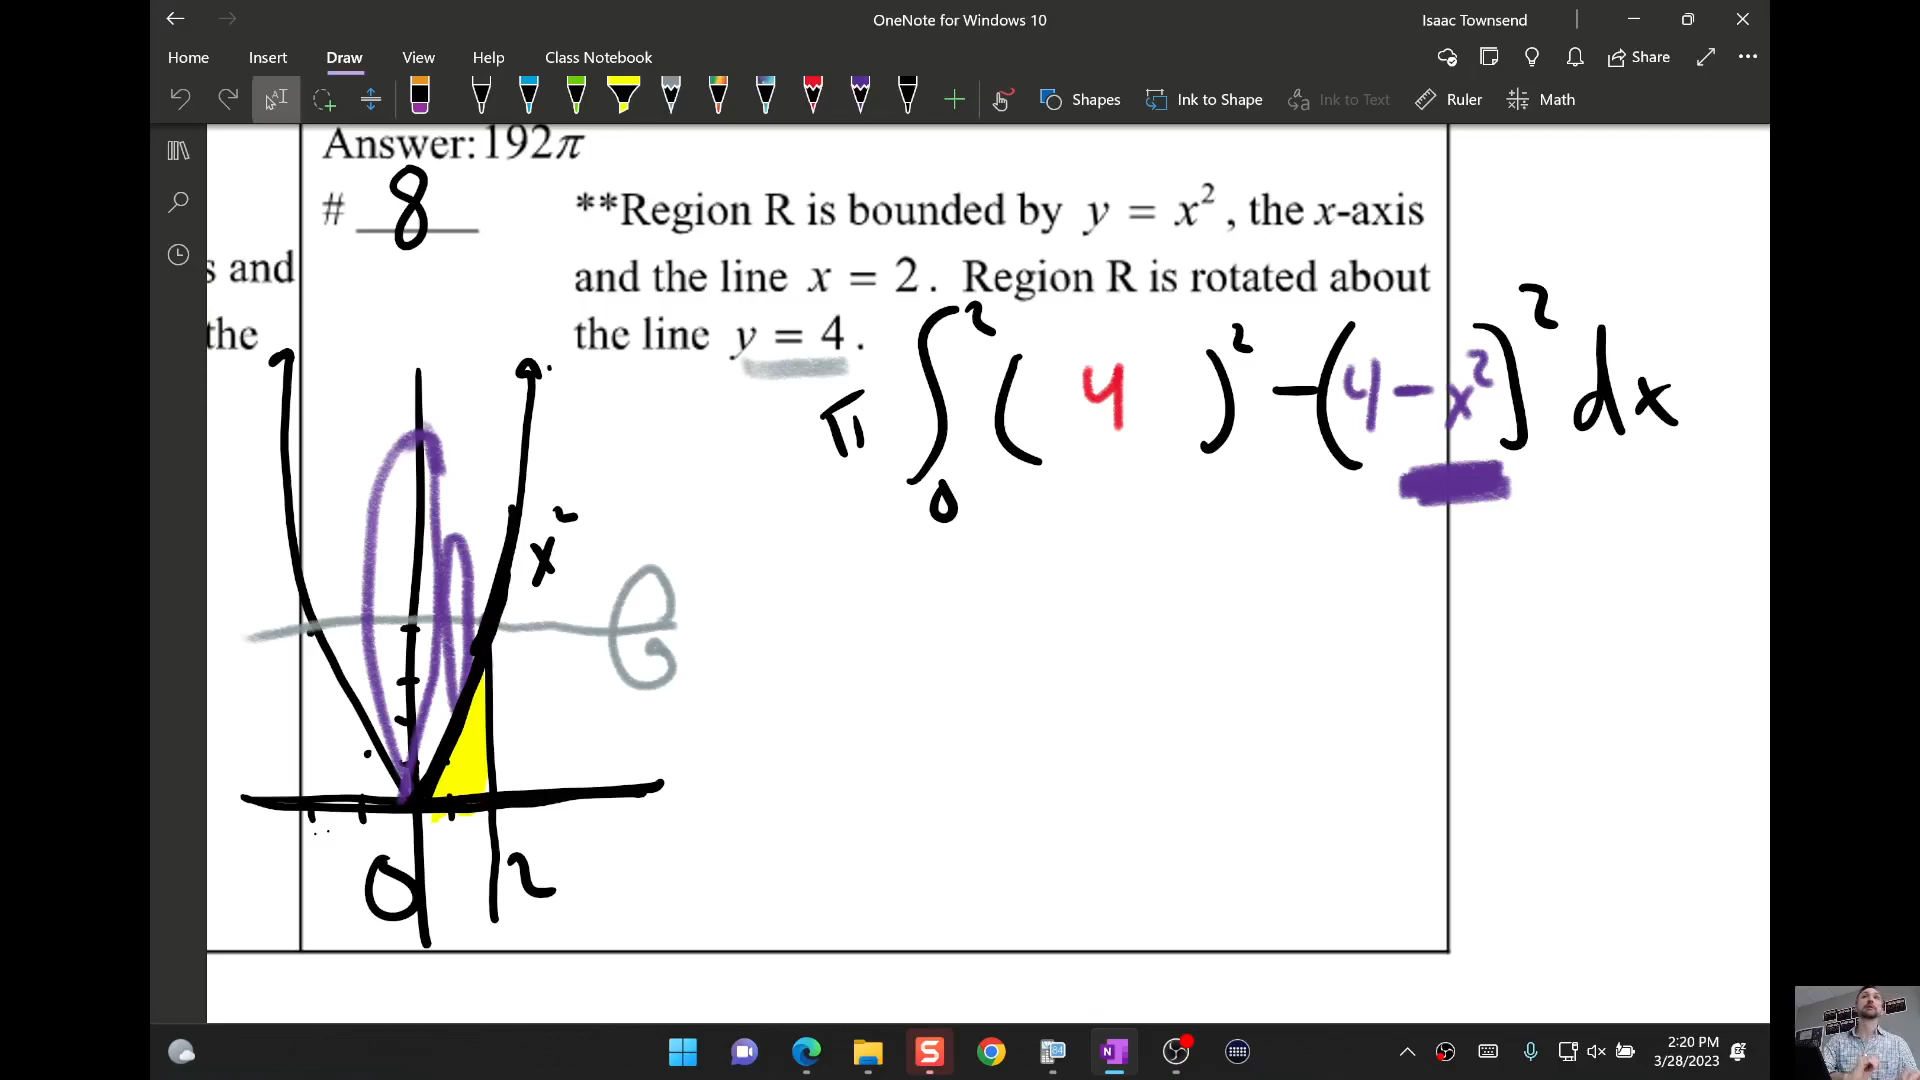 OneNote for Windows 10
Isaac Townsend
Home Insert Draw View Help Class Notebook
Share
Shapes Ink to Shape Ink to Text Ruler Math
Answer: 192π
# 8
**Region R is bounded by y = x², the x-axis
and the line x = 2. Region R is rotated about
the line y = 4.
s and
the
π ∫₀² ( 4 )² - (4 - x²)² dx
x²
0 2
2:20 PM
3/28/2023